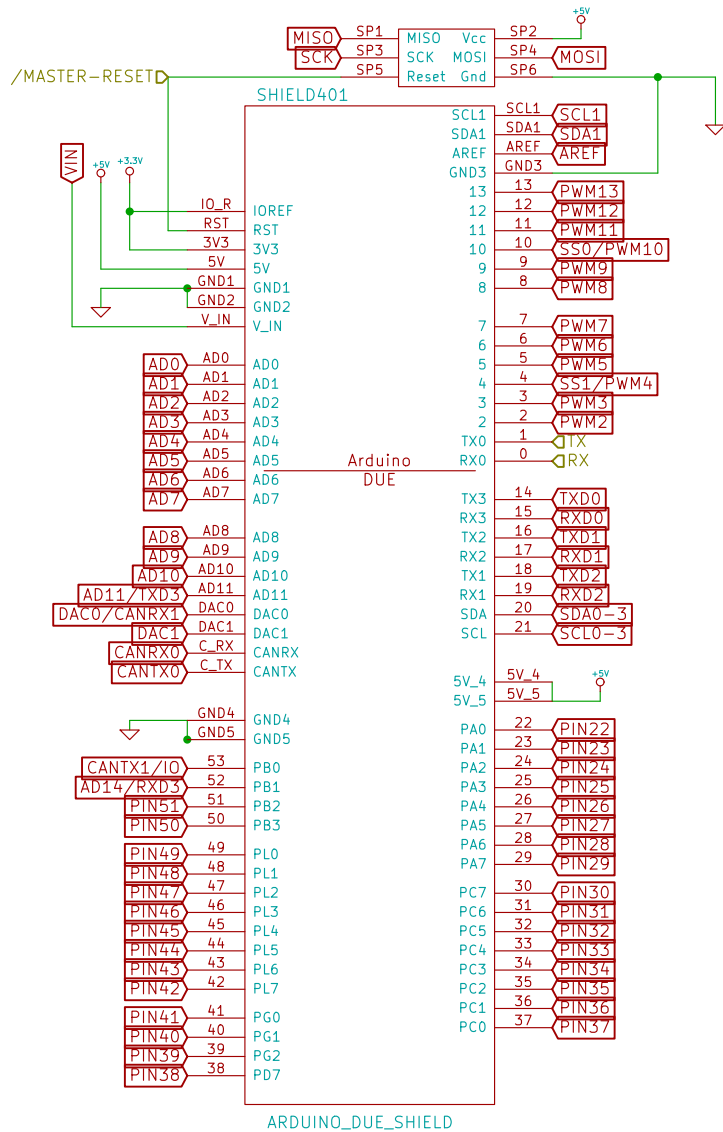 +5V
MISO SP1 MISO Vcc SP2
SCK SP3 SCK MOSI SP4 MOSI
/MASTER-RESET SP5 Reset Gnd SP6
SHIELD401
SCL1 SCL1 SCL1
SDA1 SDA1 SDA1
AREF AREF AREF
GND3 GND3
VIN +5V +3.3V
13 13 PWM13
IO_R IOREF 12 12 PWM12
RST RST 11 11 PWM11
3V3 3V3 10 10 SS0/PWM10
5V 5V 9 9 PWM9
GND1 GND1 8 8 PWM8
GND2 GND2
V_IN V_IN 7 7 PWM7
6 6 PWM6
AD0 AD0 AD0 5 5 PWM5
AD1 AD1 AD1 4 4 SS1/PWM4
AD2 AD2 AD2 3 3 PWM3
AD3 AD3 AD3 2 2 PWM2
AD4 AD4 AD4 TX0 1 TX
AD5 AD5 AD5 Arduino RX0 0 RX
AD6 AD6 AD6 DUE
AD7 AD7 AD7 TX3 14 TXD0
RX3 15 RXD0
AD8 AD8 AD8 TX2 16 TXD1
AD9 AD9 AD9 RX2 17 RXD1
AD10 AD10 AD10 TX1 18 TXD2
AD11/TXD3 AD11 AD11 RX1 19 RXD2
DAC0/CANRX1 DAC0 DAC0 SDA 20 SDA0-3
DAC1 DAC1 DAC1 SCL 21 SCL0-3
CANRX0 C_RX CANRX
CANTX0 C_TX CANTX
5V_4 5V_4 +5V
5V_5 5V_5
GND4 GND4 PA0 22 PIN22
GND5 GND5 PA1 23 PIN23
CANTX1/IO 53 PB0 PA2 24 PIN24
AD14/RXD3 52 PB1 PA3 25 PIN25
PIN51 51 PB2 PA4 26 PIN26
PIN50 50 PB3 PA5 27 PIN27
PIN49 49 PL0 PA6 28 PIN28
PIN48 48 PL1 PA7 29 PIN29
PIN47 47 PL2 PC7 30 PIN30
PIN46 46 PL3 PC6 31 PIN31
PIN45 45 PL4 PC5 32 PIN32
PIN44 44 PL5 PC4 33 PIN33
PIN43 43 PL6 PC3 34 PIN34
PIN42 42 PL7 PC2 35 PIN35
PIN41 41 PG0 PC1 36 PIN36
PIN40 40 PG1 PC0 37 PIN37
PIN39 39 PG2
PIN38 38 PD7
ARDUINO_DUE_SHIELD